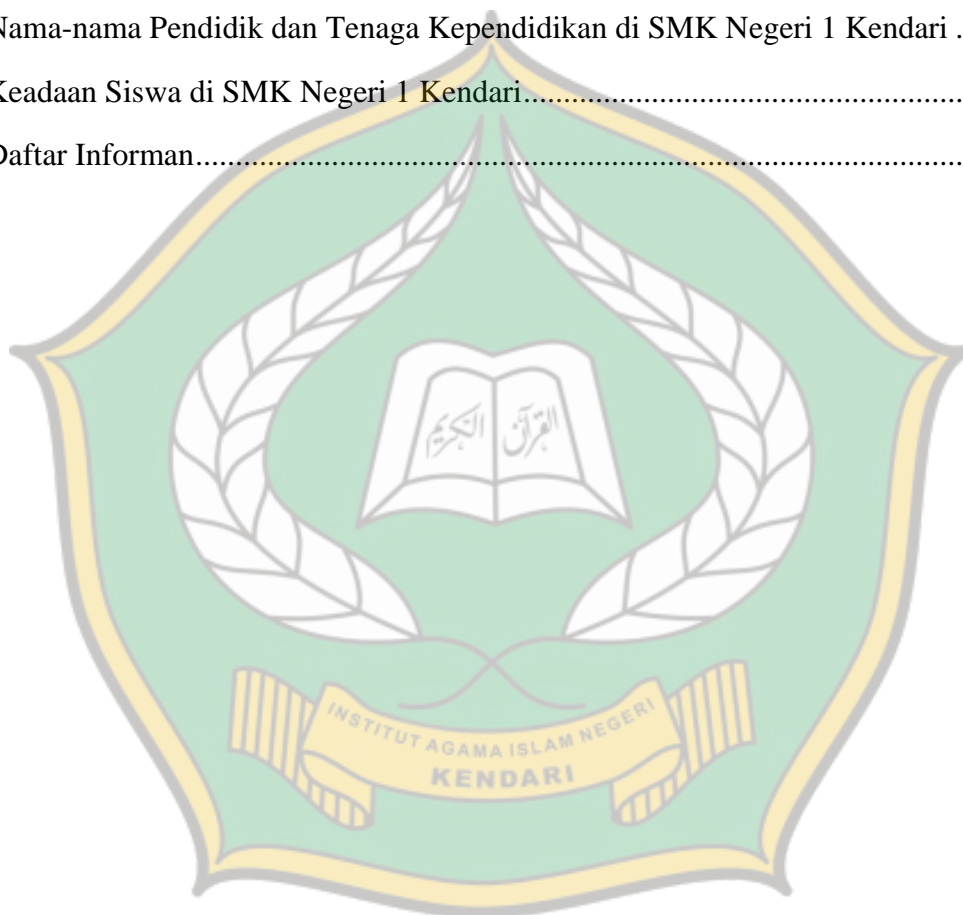 Nama-nama Pendidik dan Tenaga Kependidikan di SMK Negeri 1 Kendari .
Keadaan Siswa di SMK Negeri 1 Kendari.......................................................
Daftar Informan...............................................................................................
القرآن الكريم
INSTITUT AGAMA ISLAM NEGERI
KENDARI